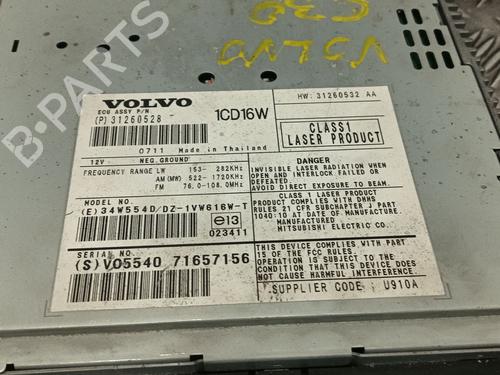 C30
VOLVO
B-PARTS
VOLVO
ECU ASSY P/N
(P) 31260528
1CD16W
HW: 31260532 AA
0711 Made in Thailand
CLASS1
LASER PRODUCT
12V NEG.GROUND
FREQUENCY RANGE LW 153- 282KHz
AM(MW) 522-1720KHz
FM 76.0-108.0MHz
(E) 34W554D/DZ-1VW616W-T
e13
023411
SERIAL NO.
(S) VO5540 71657156
DANGER
INVISIBLE LASER RADIATION WHEN
OPEN AND INTERLOCK FAILED OR
DEFEATED.
AVOID DIRECT EXPOSURE TO BEAM.
CLASS 1 LASER PRODUCT
PRODUCT COMPLIES WITH DHHS
RULES 21 CFR SUBCHAPTER J PART
1040:10 AT DATE OF MANUFACTURE.
MANUFACTURED:
MITSUBISHI ELECTRIC CO.
THIS DEVICE COMPLIES WITH PART
15 OF THE FCC RULES.
OPERATION IS SUBJECT TO THE
CONDITION THAT THIS DEVICE DOES NOT
CAUSE HARMFUL INTERFERENCE.
SUPPLIER CODE : U910A